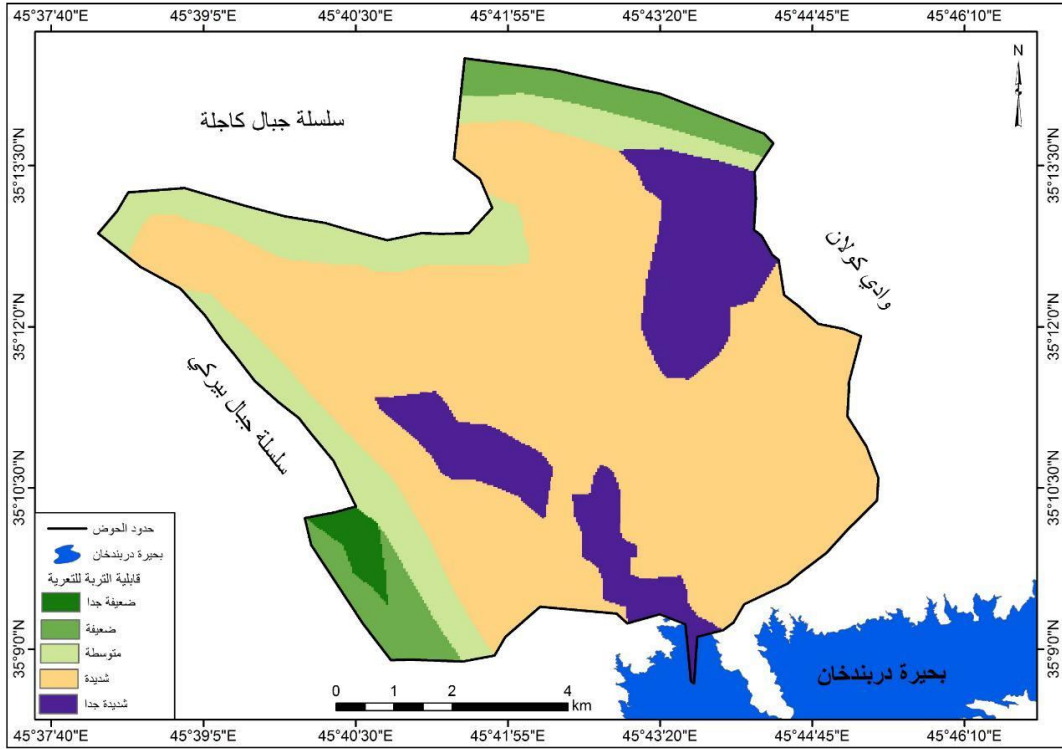 45°37'40"E 45°39'5"E 45°40'30"E 45°41'55"E 45°43'20"E 45°44'45"E 45°46'10"E
N
سلسلة جبال كاجلة
35°13'30"N 35°13'30"N
وادي كولان
35°12'0"N 35°12'0"N
سلسلة جبال بيركي
35°10'30"N 35°10'30"N
حدود الحوض
بحيرة دربندخان
قابلية التربة للتعرية
ضعيفة جدا
ضعيفة
متوسطة
شديدة
شديدة جدا
35°9'0"N 35°9'0"N
بحيرة دربندخان
0 1 2 4
km
45°37'40"E 45°39'5"E 45°40'30"E 45°41'55"E 45°43'20"E 45°44'45"E 45°46'10"E